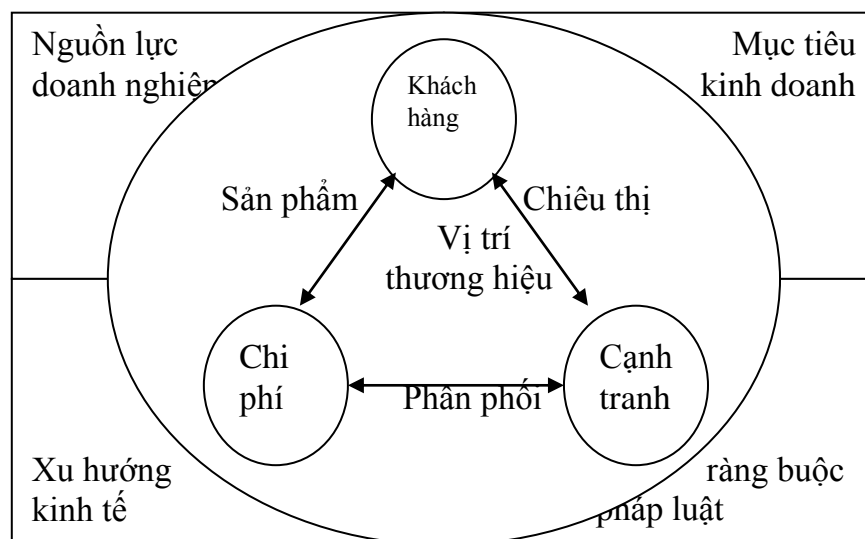 Nguồn lực
doanh nghiệp
Mục tiêu
kinh doanh
Khách
hàng
Sản phẩm
Chiêu thị
Vị trí
thương hiệu
Chi
phí
Phân phối
Cạnh
tranh
Xu hướng
kinh tế
ràng buộc
pháp luật